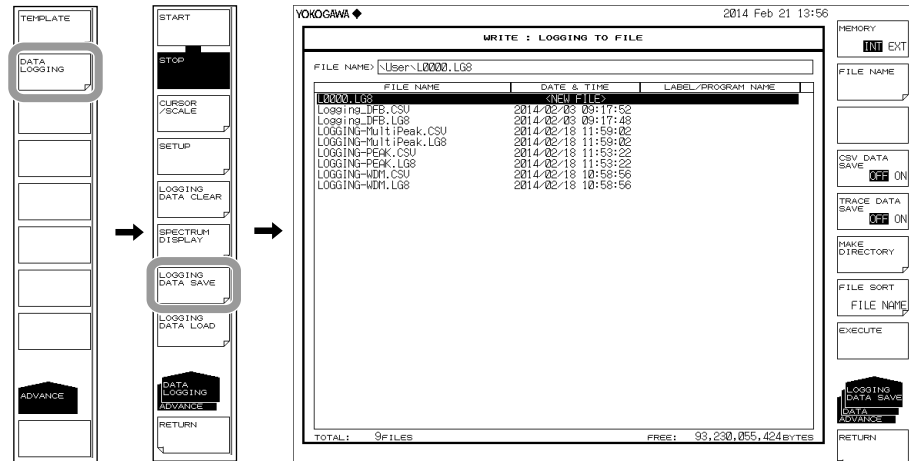 TEMPLATE
DATA
LOGGING
ADVANCE
START
STOP
CURSOR
/SCALE
SETUP
LOGGING
DATA CLEAR
SPECTRUM
DISPLAY
LOGGING
DATA SAVE
LOGGING
DATA LOAD
DATA
LOGGING
ADVANCE
RETURN
YOKOGAWA 2014 Feb 21 13:56
WRITE : LOGGING TO FILE
FILE NAME> \User\L0000.LG8
FILE NAME DATE & TIME LABEL/PROGRAM NAME
L0000.LG8 <NEW FILE>
Logging_DFB.CSV 2014/02/03 09:17:52
Logging_DFB.LG8 2014/02/03 09:17:48
LOGGING-MultiPeak.CSV 2014/02/18 11:59:02
LOGGING-MultiPeak.LG8 2014/02/18 11:59:02
LOGGING-PEAK.CSV 2014/02/18 11:53:22
LOGGING-PEAK.LG8 2014/02/18 11:53:22
LOGGING-WDM.CSV 2014/02/18 10:58:56
LOGGING-WDM.LG8 2014/02/18 10:58:56
TOTAL: 9FILES FREE: 93,230,055,424BYTES
MEMORY
INT EXT
FILE NAME
CSV DATA
SAVE
OFF ON
TRACE DATA
SAVE
OFF ON
MAKE
DIRECTORY
FILE SORT
FILE NAME
EXECUTE
LOGGING
DATA SAVE
DATA
ADVANCE
RETURN